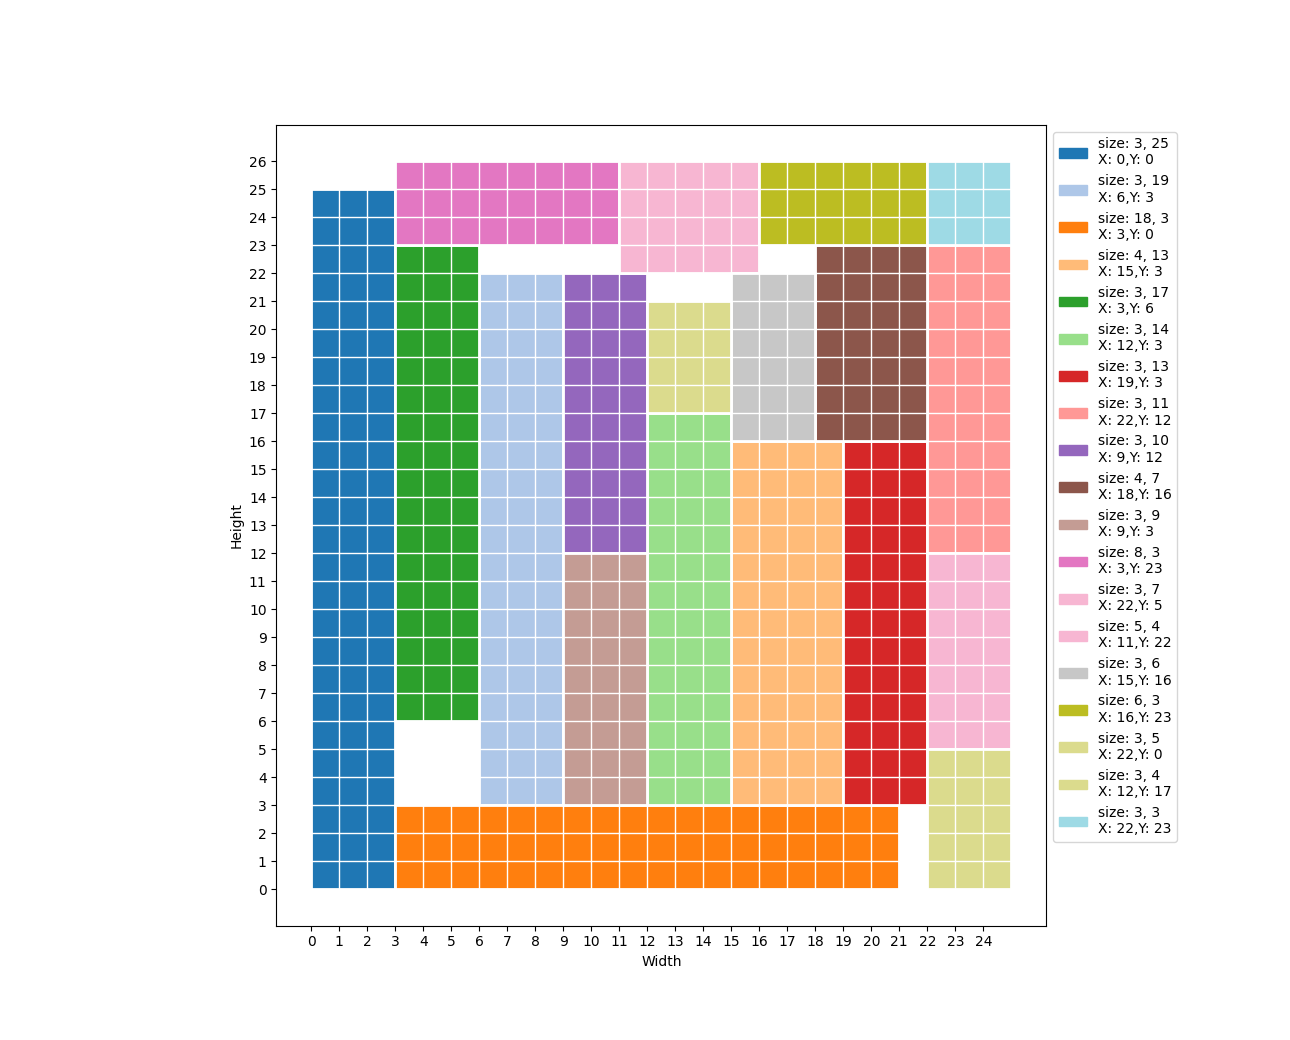 26
25
24
23
22
21
20
19
18
17
16
15
14
13
12
11
10
9
8
7
6
5
4
3
2
1
0
Height
0 1 2 3 4 5 6 7 8 9 10 11 12 13 14 15 16 17 18 19 20 21 22 23 24
Width
size: 3, 25
X: 0,Y: 0
size: 3, 19
X: 6,Y: 3
size: 18, 3
X: 3,Y: 0
size: 4, 13
X: 15,Y: 3
size: 3, 17
X: 3,Y: 6
size: 3, 14
X: 12,Y: 3
size: 3, 13
X: 19,Y: 3
size: 3, 11
X: 22,Y: 12
size: 3, 10
X: 9,Y: 12
size: 4, 7
X: 18,Y: 16
size: 3, 9
X: 9,Y: 3
size: 8, 3
X: 3,Y: 23
size: 3, 7
X: 22,Y: 5
size: 5, 4
X: 11,Y: 22
size: 3, 6
X: 15,Y: 16
size: 6, 3
X: 16,Y: 23
size: 3, 5
X: 22,Y: 0
size: 3, 4
X: 12,Y: 17
size: 3, 3
X: 22,Y: 23